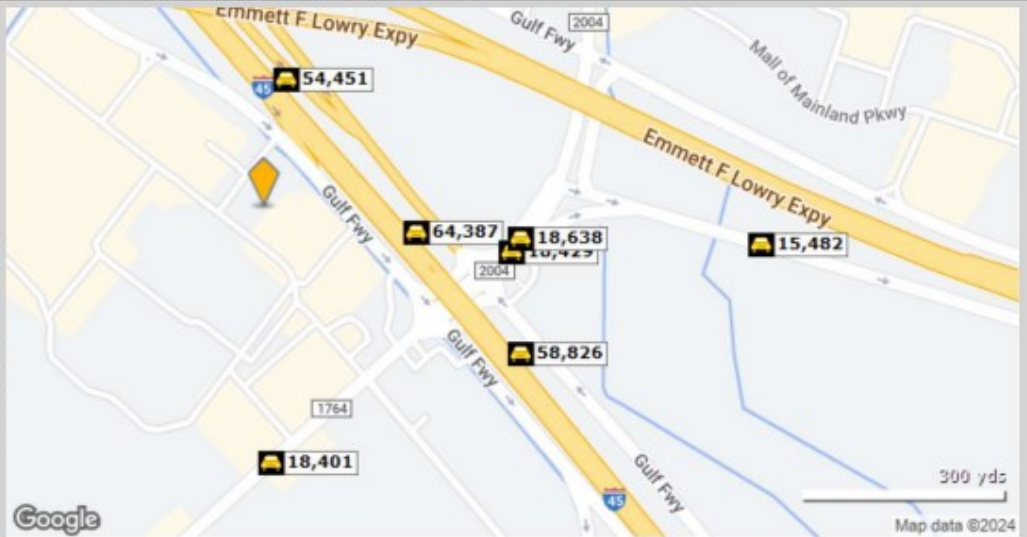 Emmett F Lowry Expy
Gulf Fwy
2004
45
54,451
Mall of Mainland Pkwy
Emmett F Lowry Expy
Gulf Fwy
64,387
18,638
15,482
2004
Gulf Fwy
58,826
1764
18,401
Gulf Fwy
45
300 yds
Google
Map data ©2024